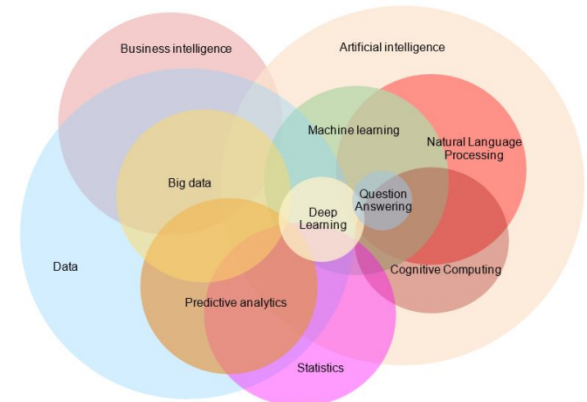 Business intelligence
Artificial intelligence
Machine learning
Natural Language
Processing
Big data
Question
Answering
Deep
Learning
Data
Cognitive Computing
Predictive analytics
Statistics